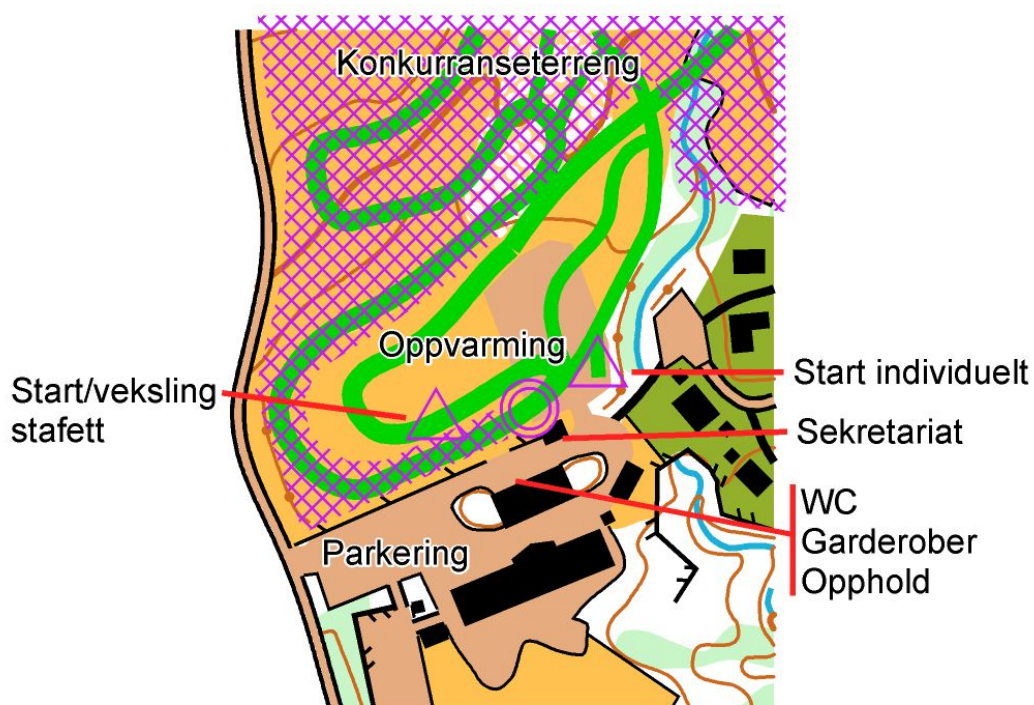 Konkurranseterreng
Oppvarming
Start/veksling
stafett
Start individuelt
Sekretariat
WC
Garderober
Opphold
Parkering